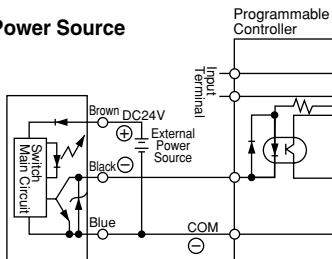 Power Source
Programmable
Controller
Input
Terminal
Brown
DC24V
External
Power
Source
Switch
Main Circuit
Black
Blue
COM